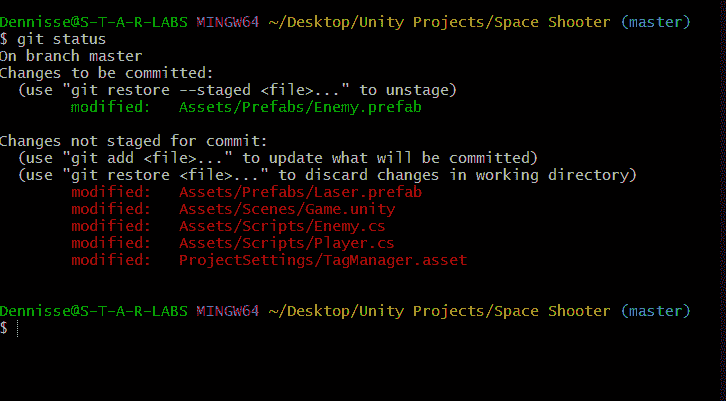 Dennisse@S-T-A-R-LABS MINGW64 ~/Desktop/Unity Projects/Space Shooter (master)
$ git status
On branch master
Changes to be committed:
  (use "git restore --staged <file>..." to unstage)
        modified:   Assets/Prefabs/Enemy.prefab

Changes not staged for commit:
  (use "git add <file>..." to update what will be committed)
  (use "git restore <file>..." to discard changes in working directory)
        modified:   Assets/Prefabs/Laser.prefab
        modified:   Assets/Scenes/Game.unity
        modified:   Assets/Scripts/Enemy.cs
        modified:   Assets/Scripts/Player.cs
        modified:   ProjectSettings/TagManager.asset

Dennisse@S-T-A-R-LABS MINGW64 ~/Desktop/Unity Projects/Space Shooter (master)
$